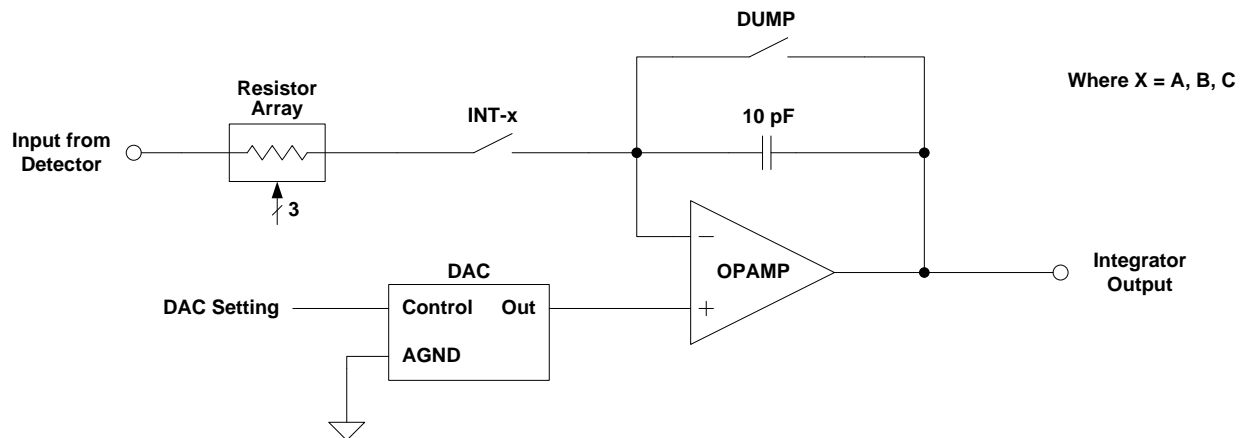 DUMP
Where X = A, B, C
Resistor
Array
INT-x
10 pF
Input from
Detector
3
OPAMP
Integrator
Output
DAC
DAC Setting
Control Out
AGND